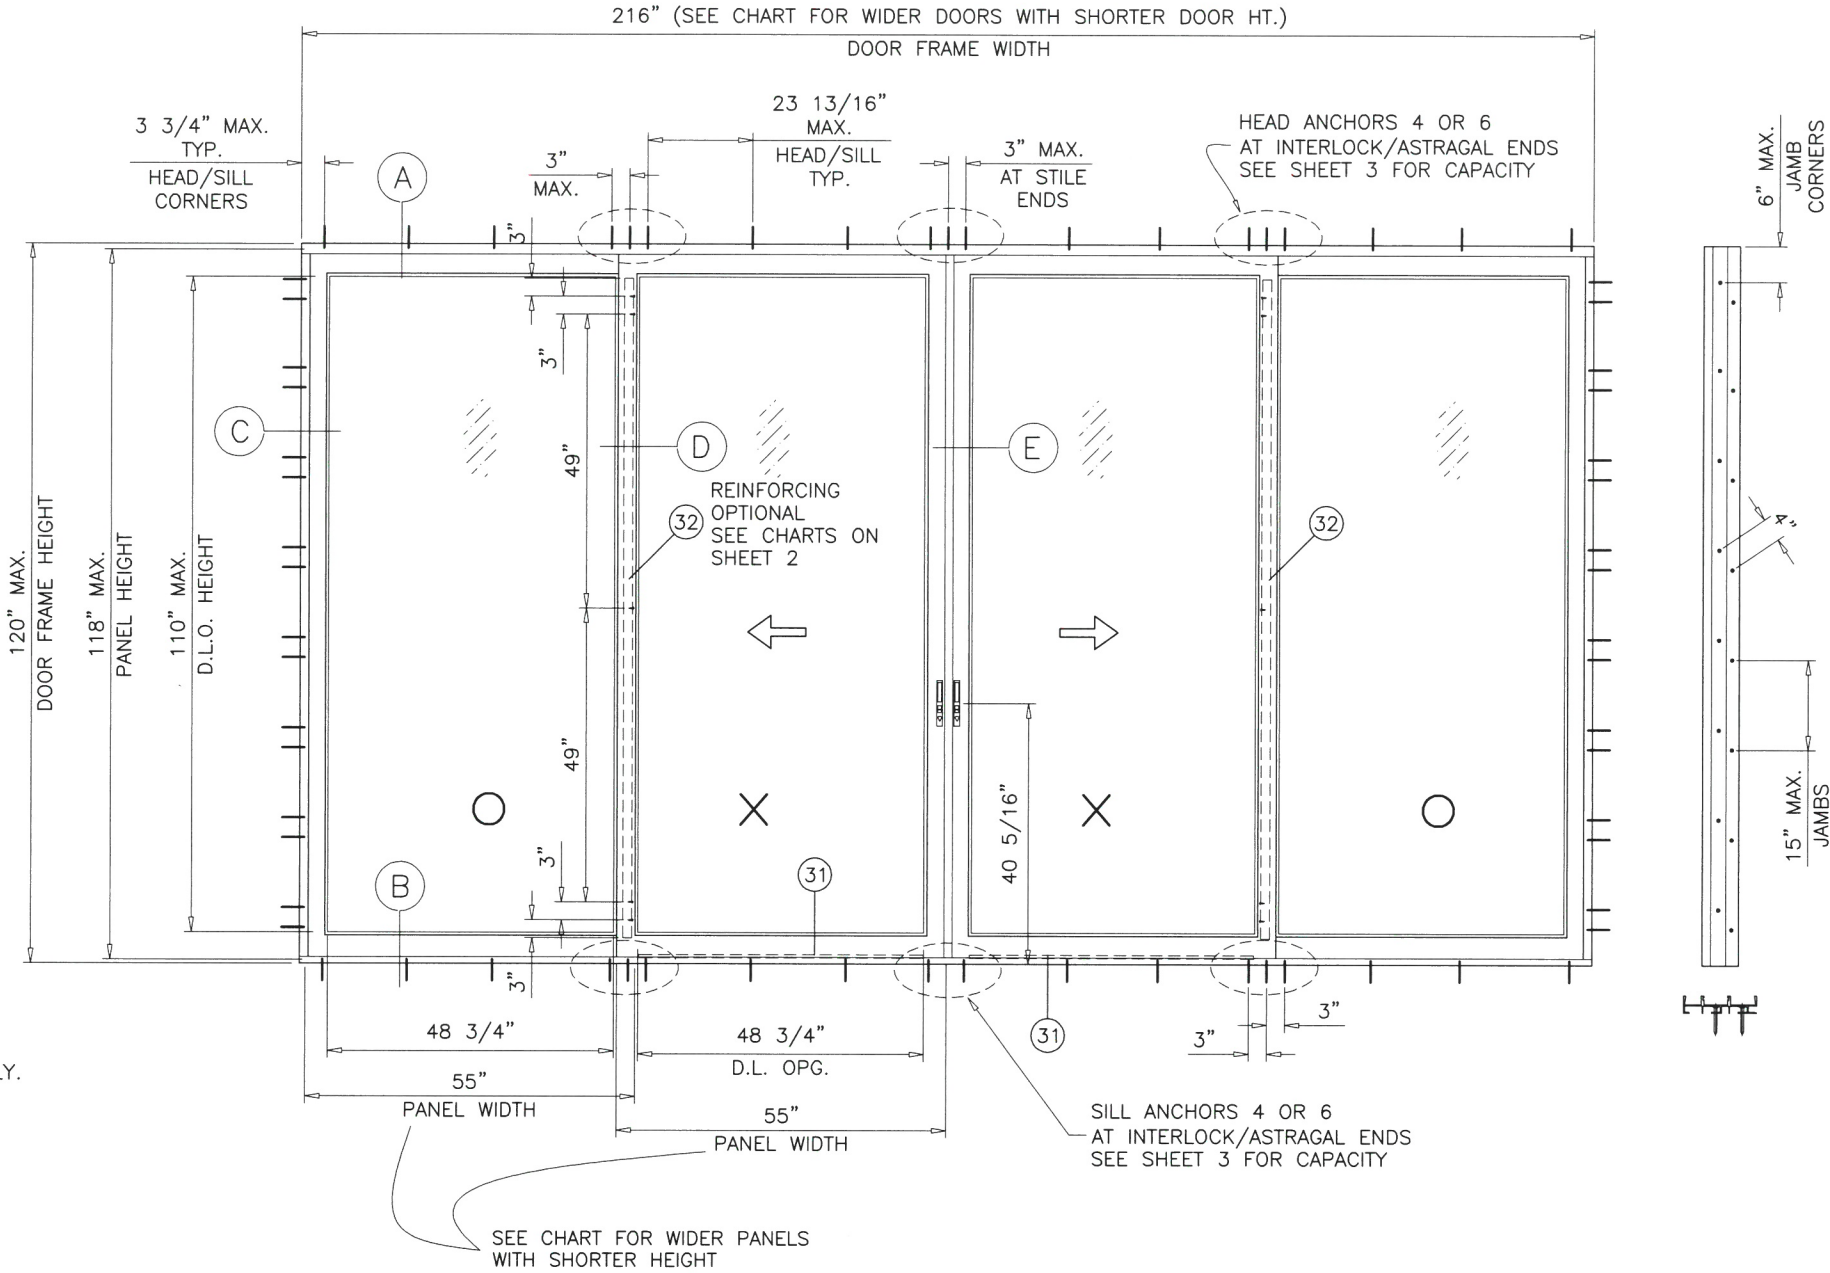 216" (SEE CHART FOR WIDER DOORS WITH SHORTER DOOR HT.)
DOOR FRAME WIDTH
3 3/4" MAX.
TYP.
HEAD/SILL
CORNERS
A
3"
MAX.
23 13/16"
MAX.
HEAD/SILL
TYP.
3" MAX.
AT STILE
ENDS
HEAD ANCHORS 4 OR 6
AT INTERLOCK/ASTRAGAL ENDS
SEE SHEET 3 FOR CAPACITY
6" MAX.
JAMB
CORNERS
3"
3"
C
D
E
49"
REINFORCING
OPTIONAL
SEE CHARTS ON
SHEET 2
32
32
4"
120" MAX.
DOOR FRAME HEIGHT
118" MAX.
PANEL HEIGHT
110" MAX.
D.L.O. HEIGHT
49"
40 5/16"
15" MAX.
JAMBS
O
X
X
O
3"
31
B
3"
48 3/4"
48 3/4"
D.L. OPG.
31
3"
3"
LY.
55"
PANEL WIDTH
55"
PANEL WIDTH
SILL ANCHORS 4 OR 6
AT INTERLOCK/ASTRAGAL ENDS
SEE SHEET 3 FOR CAPACITY
SEE CHART FOR WIDER PANELS
WITH SHORTER HEIGHT